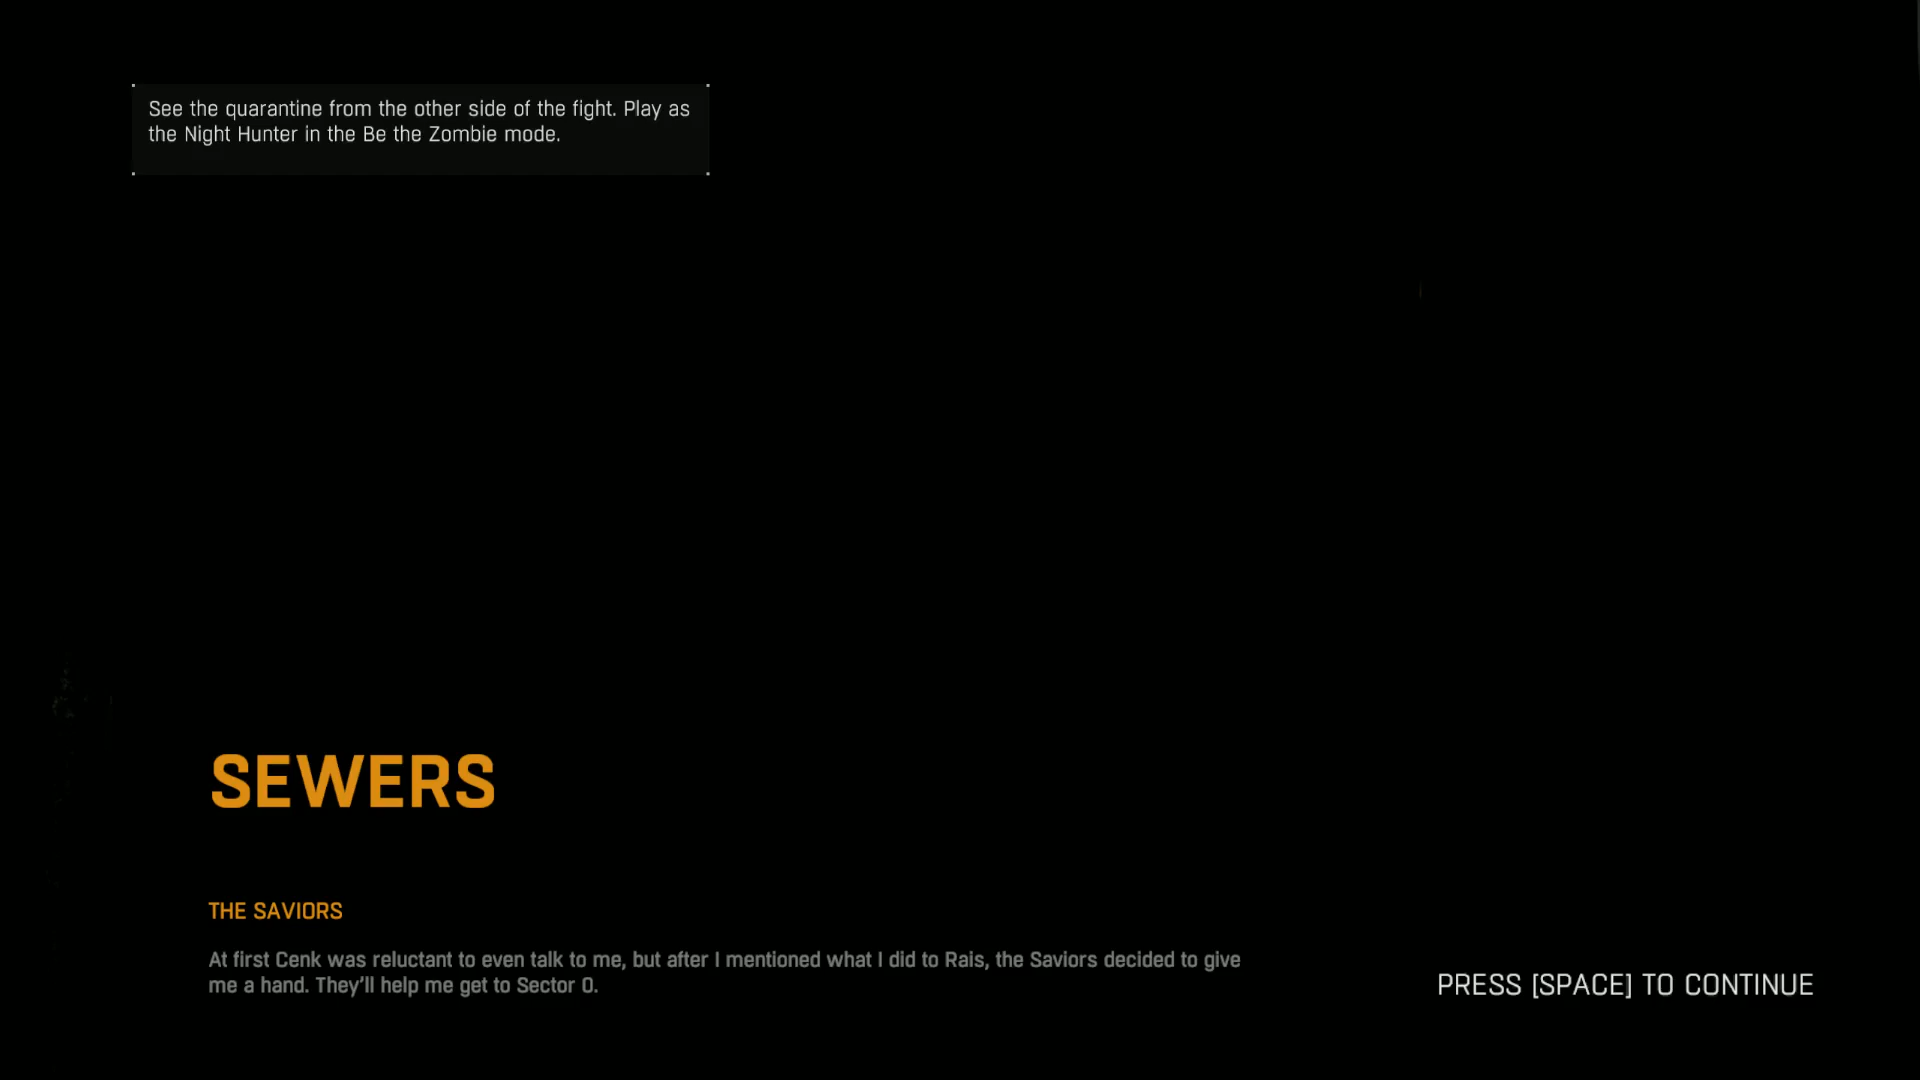 See the quarantine from the other side of the fight. Play as
the Night Hunter in the Be the Zombie mode.
SEWERS
THE SAVIORS
At first Cenk was reluctant to even talk to me, but after I mentioned what I did to Rais, the Saviors decided to give
me a hand. They'll help me get to Sector 0.
PRESS [SPACE] TO CONTINUE